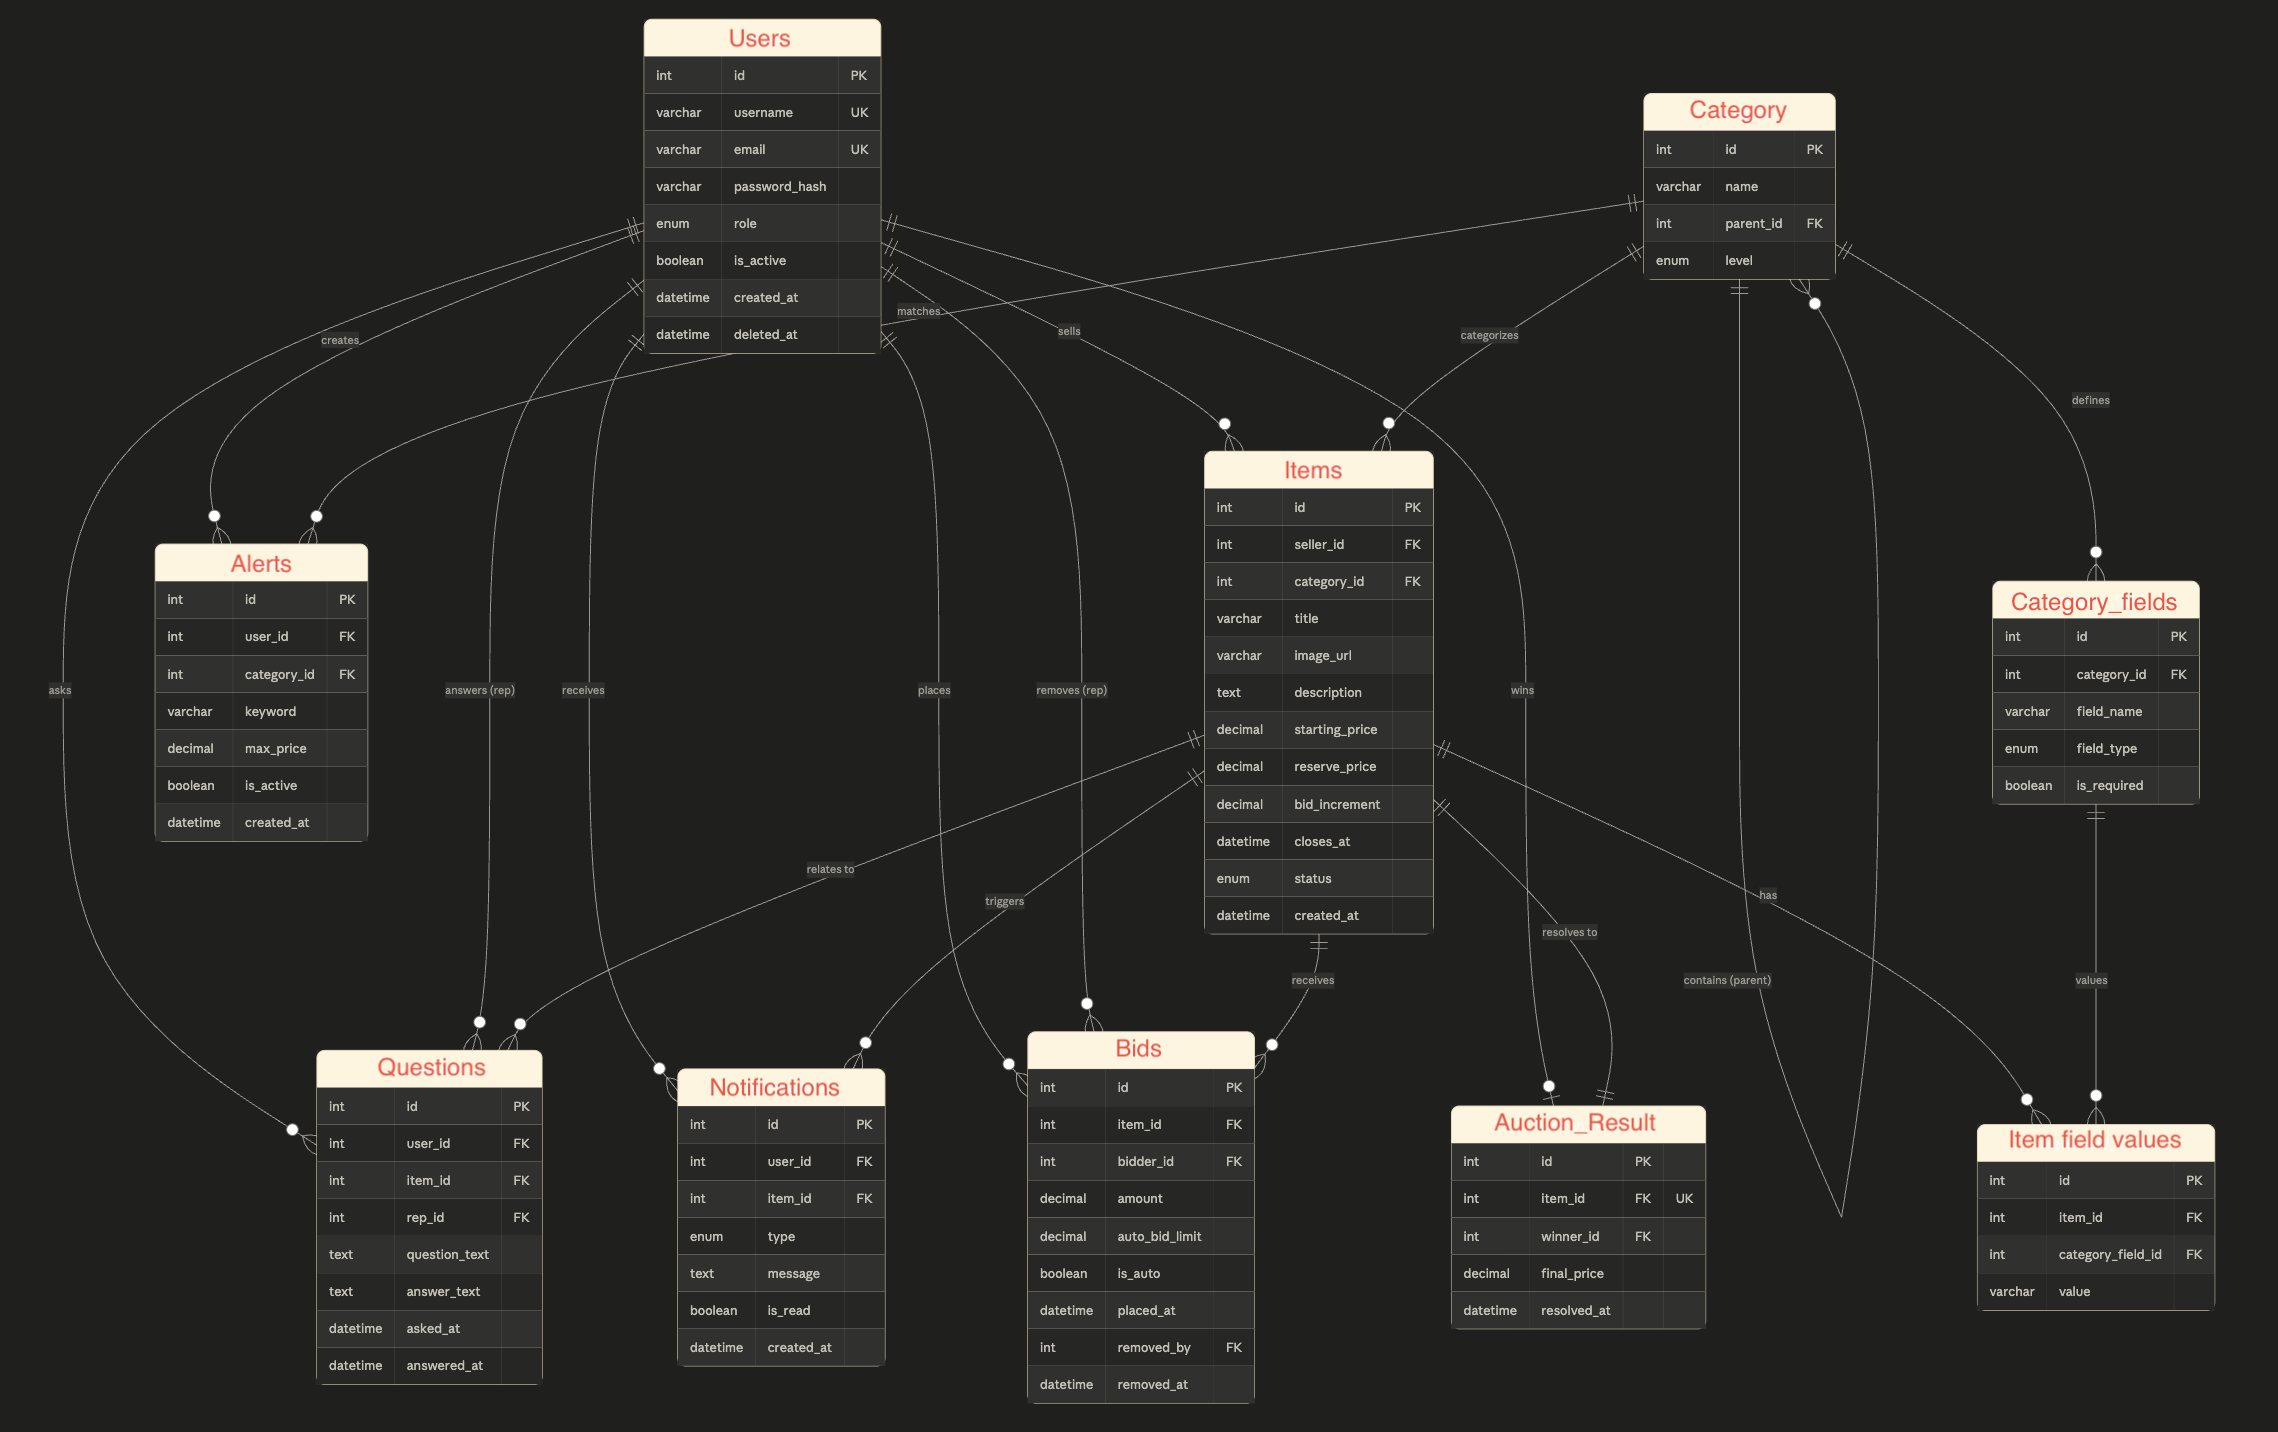 Users
int id PK
varchar username UK
varchar email UK
varchar password_hash
enum role
boolean is_active
datetime created_at
datetime deleted_at
Category
int id PK
varchar name
int parent_id FK
enum level
matches
sells
creates
categorizes
defines
Items
int id PK
int seller_id FK
int category_id FK
varchar title
varchar image_url
text description
decimal starting_price
decimal reserve_price
decimal bid_increment
datetime closes_at
enum status
datetime created_at
Alerts
int id PK
int user_id FK
int category_id FK
varchar keyword
decimal max_price
boolean is_active
datetime created_at
Category_fields
int id PK
int category_id FK
varchar field_name
enum field_type
boolean is_required
asks
answers (rep)
receives
places
removes (rep)
wins
relates to
triggers
has
resolves to
receives
contains (parent)
values
Questions
int id PK
int user_id FK
int item_id FK
int rep_id FK
text question_text
text answer_text
datetime asked_at
datetime answered_at
Notifications
int id PK
int user_id FK
int item_id FK
enum type
text message
boolean is_read
datetime created_at
Bids
int id PK
int item_id FK
int bidder_id FK
decimal amount
decimal auto_bid_limit
boolean is_auto
datetime placed_at
int removed_by FK
datetime removed_at
Auction_Result
int id PK
int item_id FK UK
int winner_id FK
decimal final_price
datetime resolved_at
Item field values
int id PK
int item_id FK
int category_field_id FK
varchar value